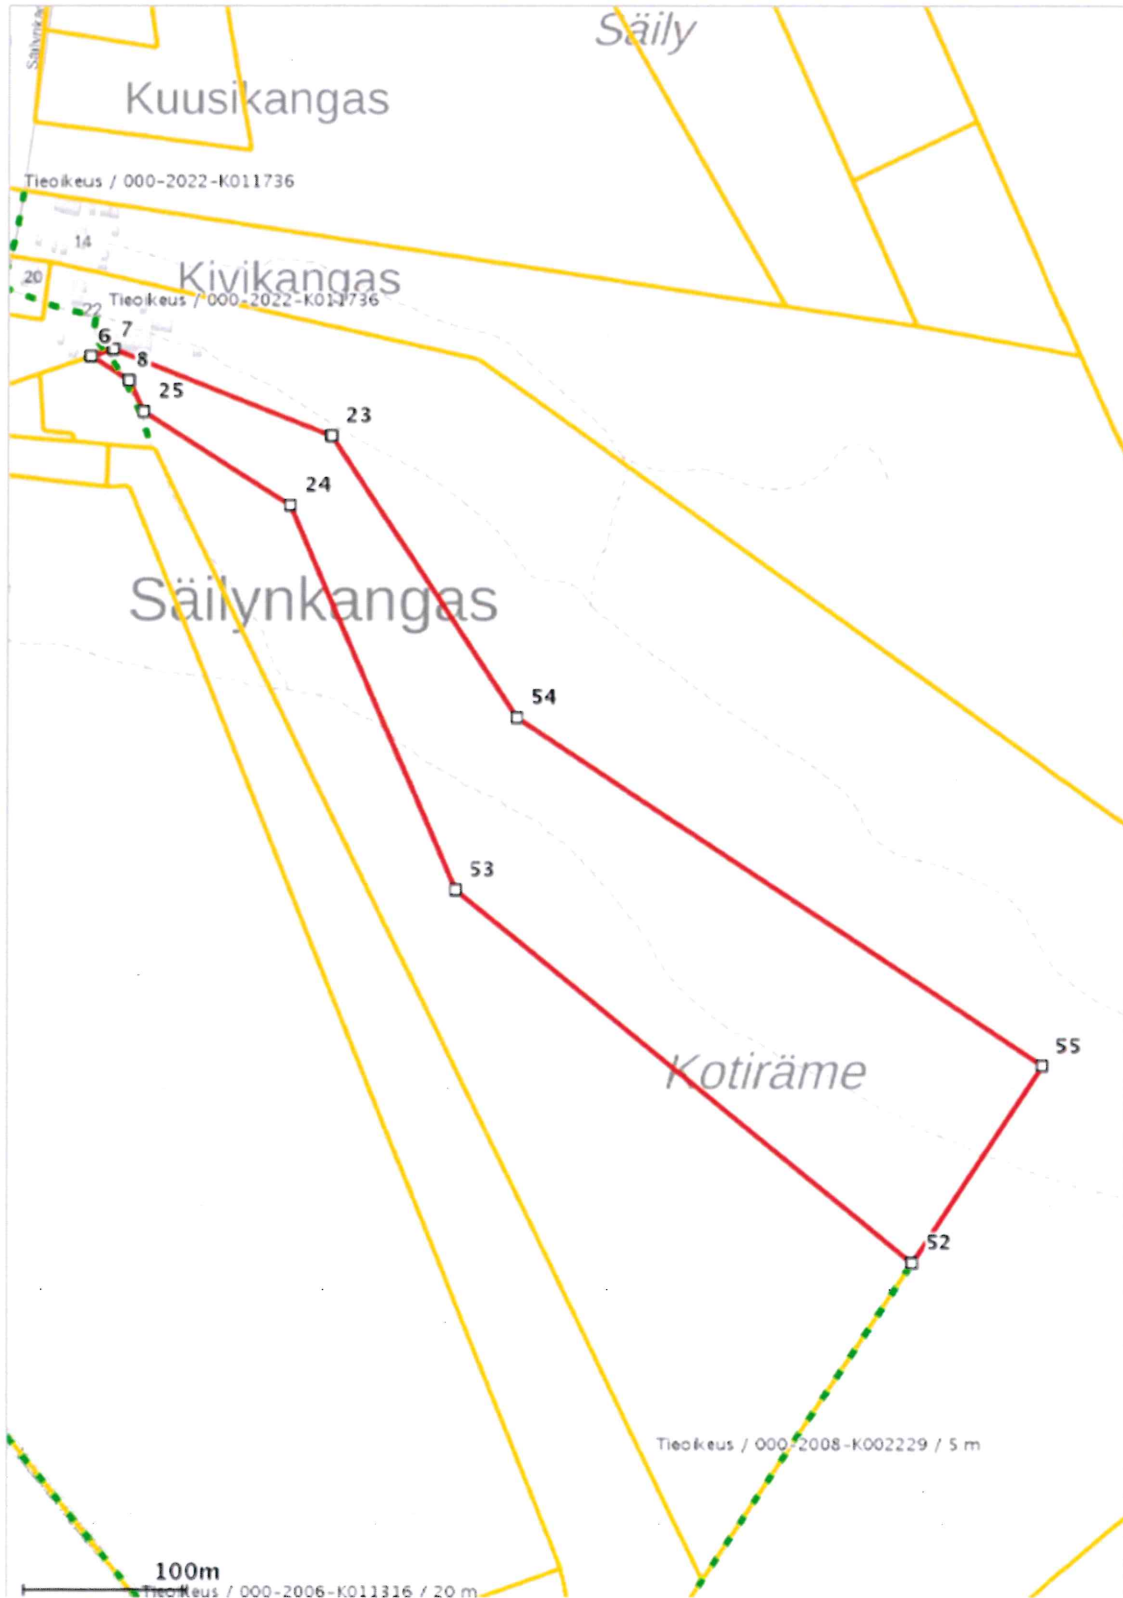 Säily
Kuusikangas
Tieoikeus / 000-2022-K011736
14
Kivikangas
20
Tieoikeus / 000-2022-K011736
22
7
6
8
25
23
24
Säilynkangas
54
53
55
Kotiräme
52
Tieoikeus / 000-2008-K002229 / 5 m
100m
Tieoikeus / 000-2006-K011316 / 20 m